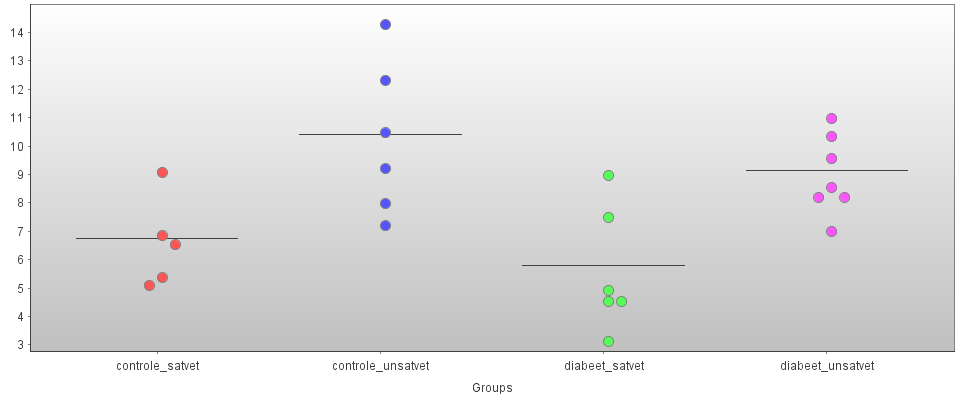 14
13
12
11
10
9
8
7
6
5
4
3
controle_satvet
controle_unsatvet
diabeet_satvet
diabeet_unsatvet
Groups